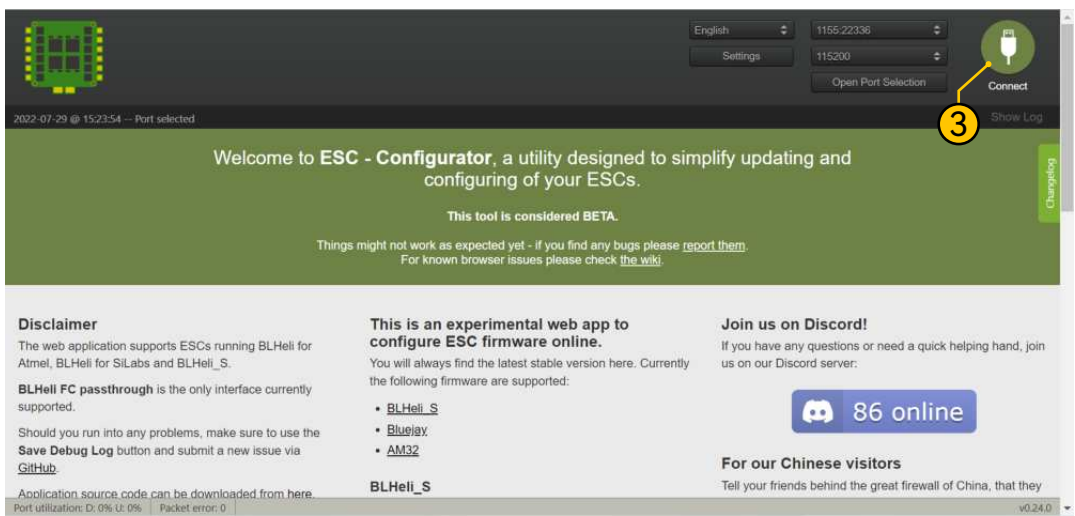 English
1155:22336
Settings
115200
Open Port Selection
Connect
3
2022-07-29 @ 15:23:54 -- Port selected
Show Log
Changelog
Welcome to ESC - Configurator, a utility designed to simplify updating and
configuring of your ESCs.
This tool is considered BETA.
Things might not work as expected yet - if you find any bugs please report them.
For known browser issues please check the wiki.
Disclaimer
The web application supports ESCs running BLHeli for
Atmel, BLHeli for SiLabs and BLHeli_S.
BLHeli FC passthrough is the only interface currently
supported.
Should you run into any problems, make sure to use the
Save Debug Log button and submit a new issue via
GitHub.
Application source code can be downloaded from here.
This is an experimental web app to
configure ESC firmware online.
You will always find the latest stable version here. Currently
the following firmware are supported:
• BLHeli_S
• Bluejay
• AM32
BLHeli_S
Join us on Discord!
If you have any questions or need a quick helping hand, join
us on our Discord server:
86 online
For our Chinese visitors
Tell your friends behind the great firewall of China, that they
Port utilization: D: 0% U: 0%
Packet error: 0
v0.24.0